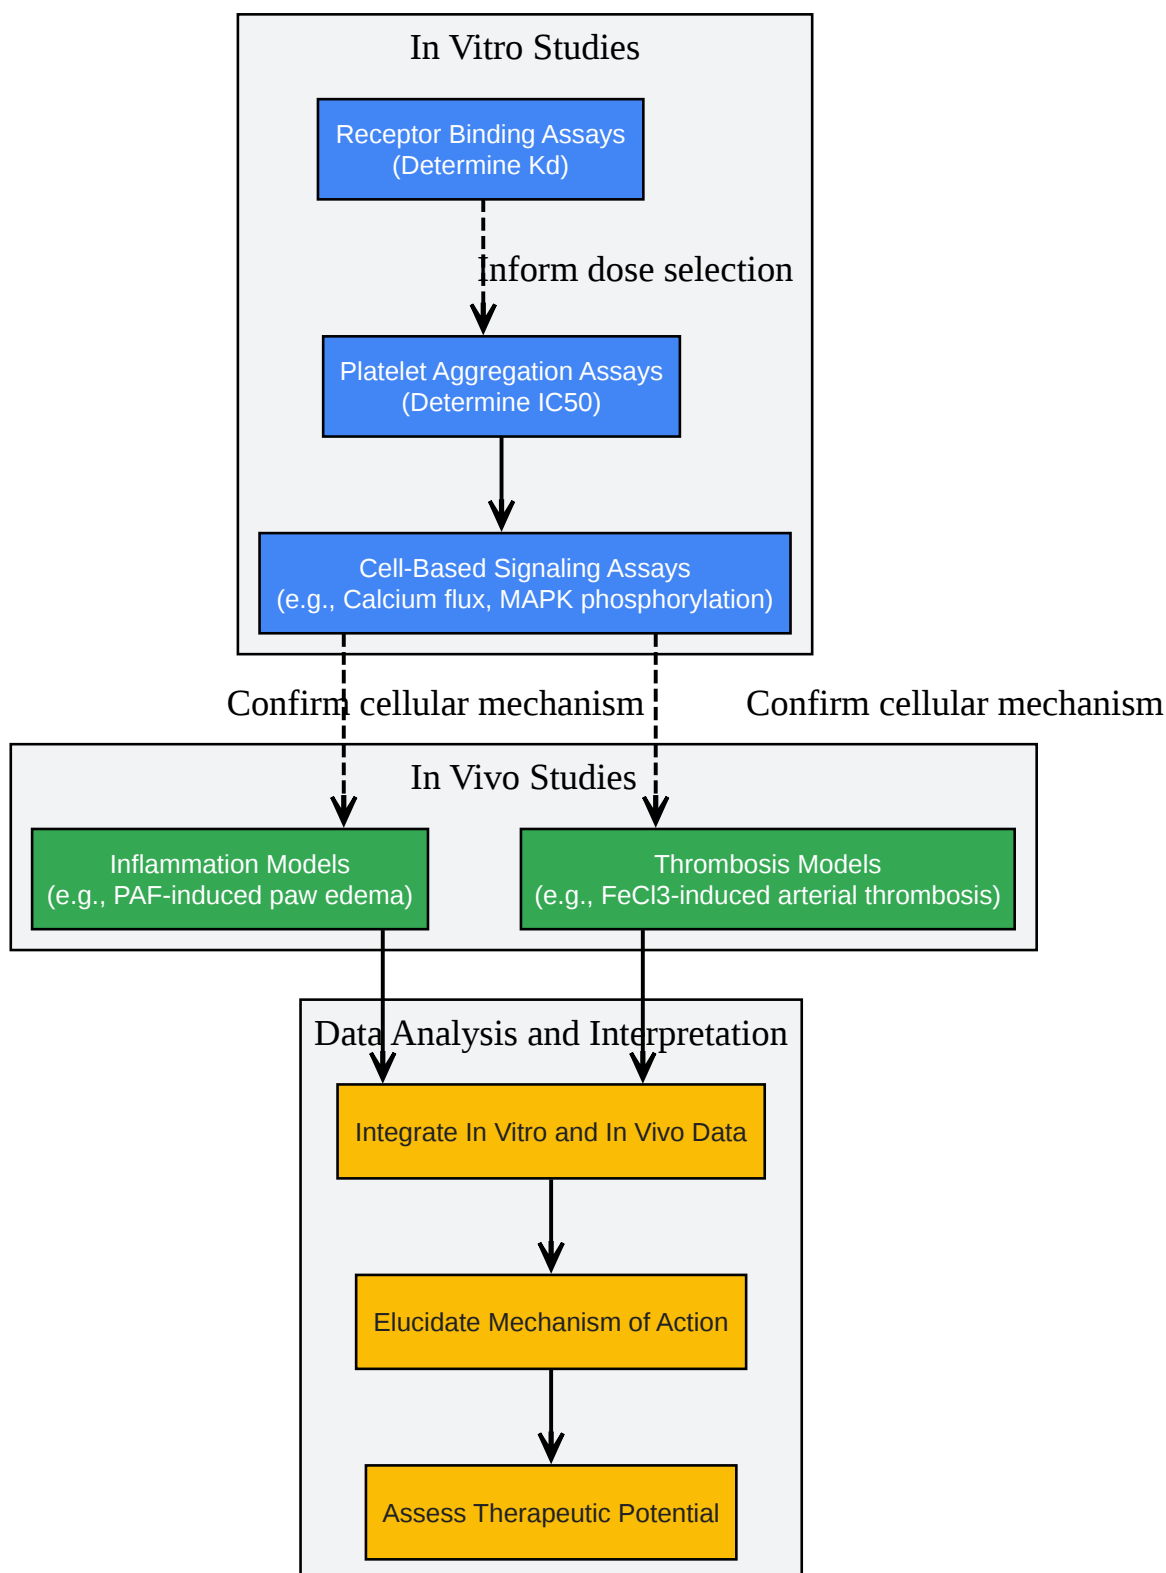 In Vitro Studies
Receptor Binding Assays
(Determine Kd)
Inform dose selection
Platelet Aggregation Assays
(Determine IC50)
Cell-Based Signaling Assays
(e.g., Calcium flux, MAPK phosphorylation)
Confirm cellular mechanism
Confirm cellular mechanism
In Vivo Studies
Inflammation Models
(e.g., PAF-induced paw edema)
Thrombosis Models
(e.g., FeCl3-induced arterial thrombosis)
Data Analysis and Interpretation
Integrate In Vitro and In Vivo Data
Elucidate Mechanism of Action
Assess Therapeutic Potential